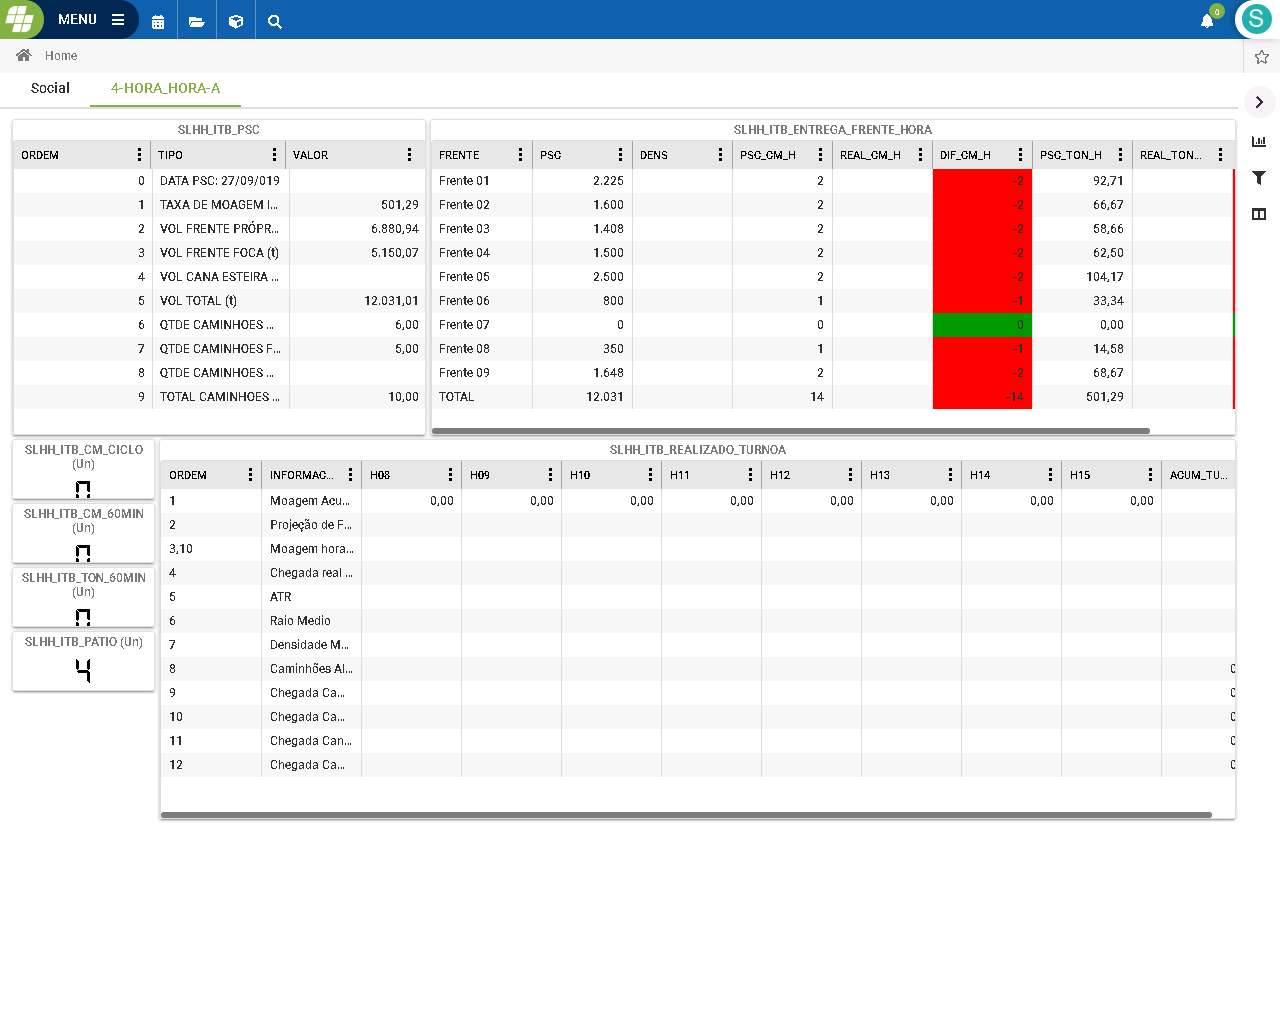 MENU
0
S
Home
Social 4-HORA_HORA-A
SLHH_ITB_PSC
ORDEM TIPO VALOR
0 DATA PSC: 27/09/019
1 TAXA DE MOAGEM I... 501,29
2 VOL FRENTE PRÓPR... 6.880,94
3 VOL FRENTE FOCA (t) 5.150,07
4 VOL CANA ESTEIRA ...
5 VOL TOTAL (t) 12.031,01
6 QTDE CAMINHOES ... 6,00
7 QTDE CAMINHOES F... 5,00
8 QTDE CAMINHOES ...
9 TOTAL CAMINHOES ... 10,00
SLHH_ITB_ENTREGA_FRENTE_HORA
FRENTE PSC DENS PSC_CM_H REAL_CM_H DIF_CM_H PSC_TON_H REAL_TON...
Frente 01 2.225 2 -2 92,71
Frente 02 1.600 2 -2 66,67
Frente 03 1.408 2 -2 58,66
Frente 04 1.500 2 -2 62,50
Frente 05 2.500 2 -2 104,17
Frente 06 800 1 -1 33,34
Frente 07 0 0 0 0,00
Frente 08 350 1 -1 14,58
Frente 09 1.648 2 -2 68,67
TOTAL 12.031 14 -14 501,29
SLHH_ITB_CM_CICLO
(Un)
0
SLHH_ITB_CM_60MIN
(Un)
0
SLHH_ITB_TON_60MIN
(Un)
0
SLHH_ITB_PATIO (Un)
4
SLHH_ITB_REALIZADO_TURNOA
ORDEM INFORMAC... H08 H09 H10 H11 H12 H13 H14 H15 ACUM_TU...
1 Moagem Acu... 0,00 0,00 0,00 0,00 0,00 0,00 0,00 0,00
2 Projeção de F...
3,10 Moagem hora...
4 Chegada real ...
5 ATR
6 Raio Medio
7 Densidade M...
8 Caminhões Al... 0
9 Chegada Ca... 0
10 Chegada Ca... 0
11 Chegada Can... 0
12 Chegada Ca... 0